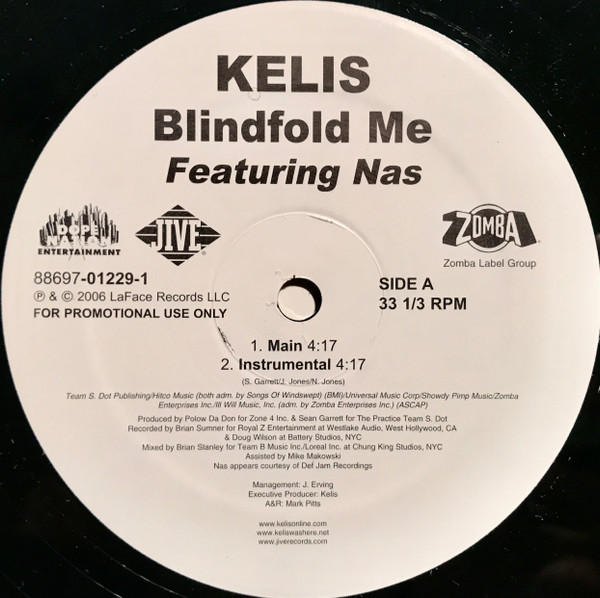 KELIS
Blindfold Me
Featuring Nas
DOPE
NATION
ENTERTAINMENT
JIVE
ZOMBA
Zomba Label Group
88697-01229-1
℗ & © 2006 LaFace Records LLC
FOR PROMOTIONAL USE ONLY
SIDE A
33 1/3 RPM
1. Main 4:17
2. Instrumental 4:17
(S. Garrett/J. Jones/N. Jones)
Team S. Dot Publishing/Hitco Music (both adm. by Songs Of Windswept) (BMI)/Universal Music Corp/Showdy Pimp Music/Zomba
Enterprises Inc./Ill Will Music, Inc. (adm. by Zomba Enterprises Inc.) (ASCAP)
Produced by Polow Da Don for Zone 4 Inc. & Sean Garrett for The Practice Team S. Dot
Recorded by Brian Sumner for Royal Z Entertainment at Westlake Audio, West Hollywood, CA
& Doug Wilson at Battery Studios, NYC
Mixed by Brian Stanley for Team B Music Inc./Loreal Inc. at Chung King Studios, NYC
Assisted by Mike Makowski
Nas appears courtesy of Def Jam Recordings
Management: J. Erving
Executive Producer: Kelis
A&R: Mark Pitts
www.kelisonline.com
www.keliswashere.net
www.jiverecords.com